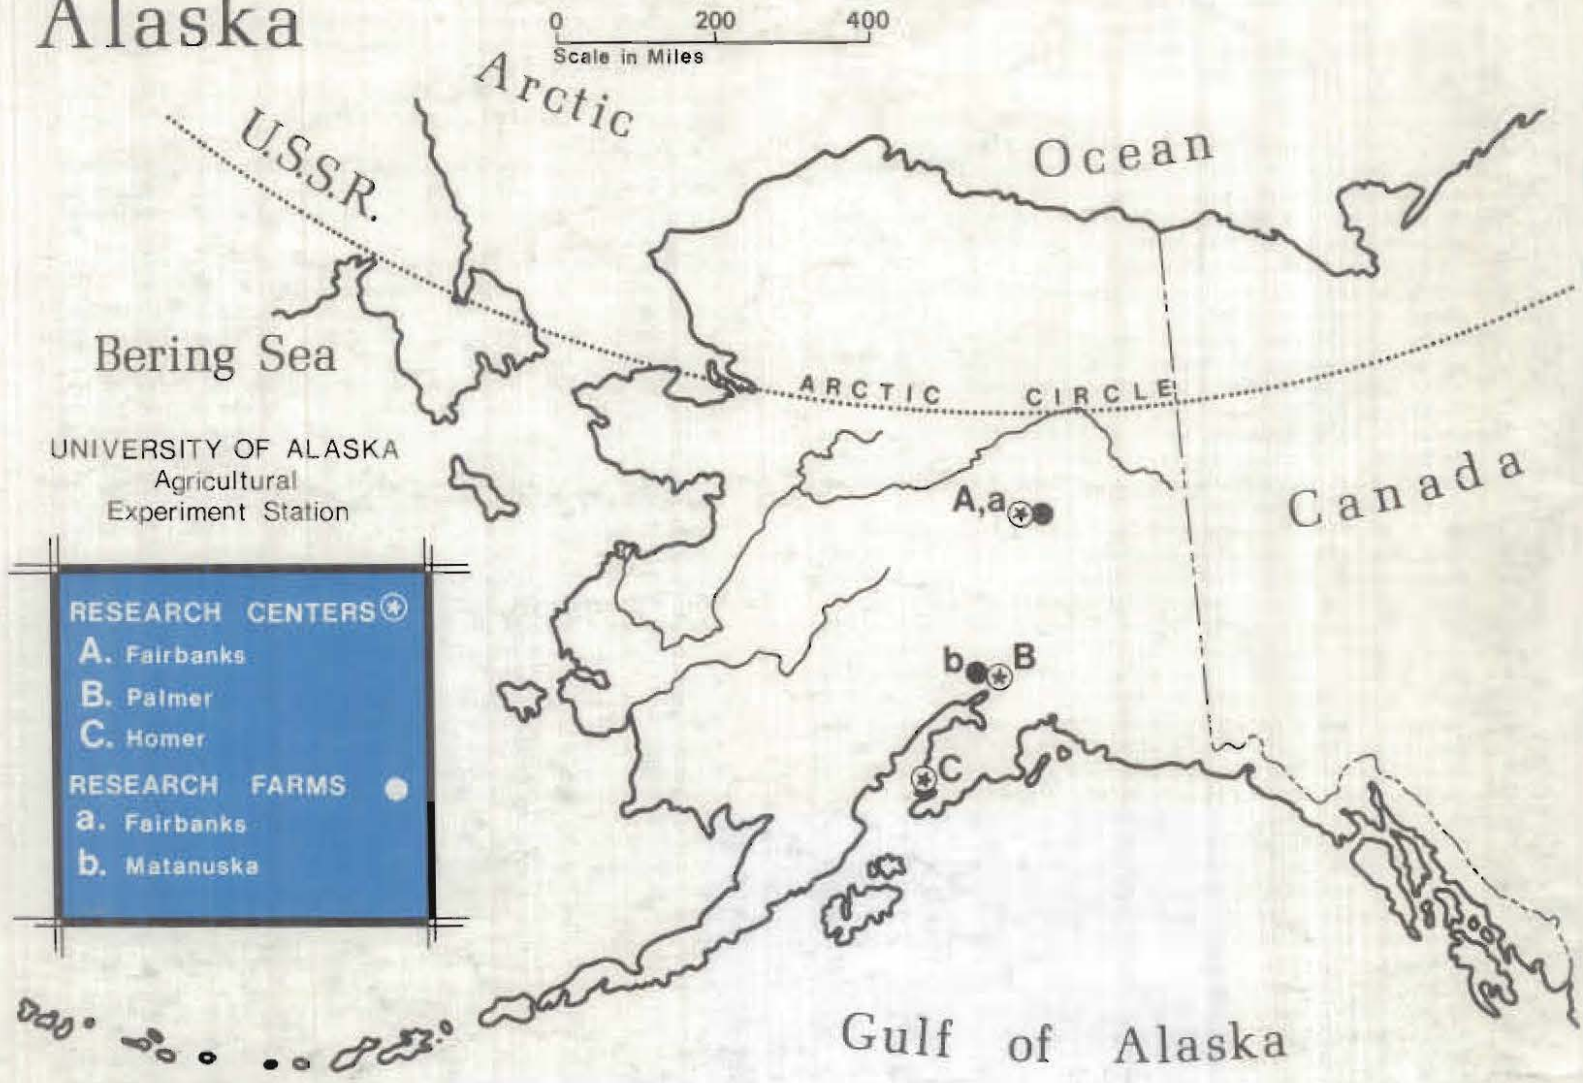 Alaska
0 200 400
Scale in Miles
Arctic
Ocean
U.S.S.R.
Bering Sea
ARCTIC CIRCLE
UNIVERSITY OF ALASKA
Agricultural
Experiment Station
Canada
A,a
RESEARCH CENTERS
A. Fairbanks
B. Palmer
C. Homer
RESEARCH FARMS
a. Fairbanks
b. Matanuska
b B
C
Gulf of Alaska